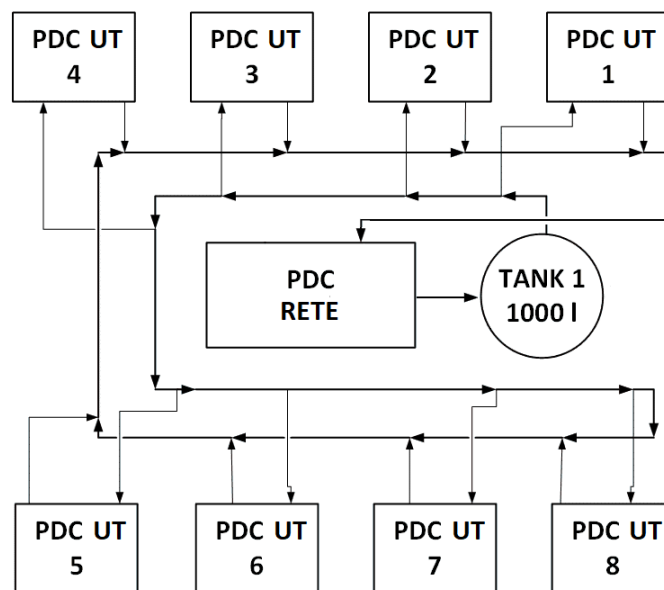 PDC UT
4
PDC UT
3
PDC UT
2
PDC UT
1
PDC
RETE
TANK 1
1000 l
PDC UT
5
PDC UT
6
PDC UT
7
PDC UT
8